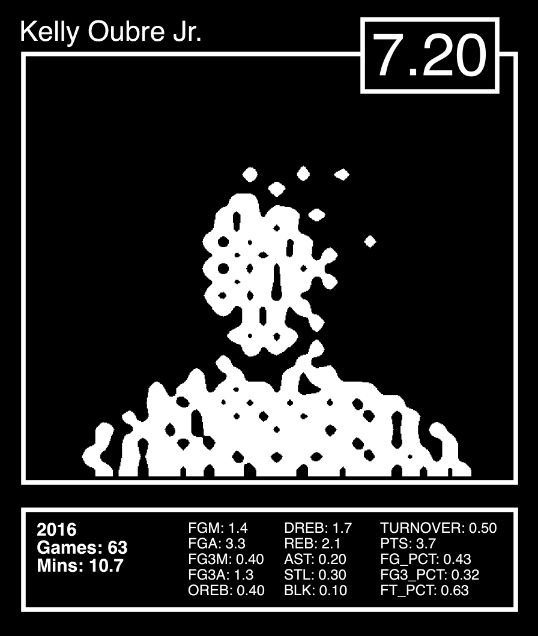 Kelly Oubre Jr.
7.20
2016
Games: 63
Mins: 10.7
FGM: 1.4
FGA: 3.3
FG3M: 0.40
FG3A: 1.3
OREB: 0.40
DREB: 1.7
REB: 2.1
AST: 0.20
STL: 0.30
BLK: 0.10
TURNOVER: 0.50
PTS: 3.7
FG_PCT: 0.43
FG3_PCT: 0.32
FT_PCT: 0.63